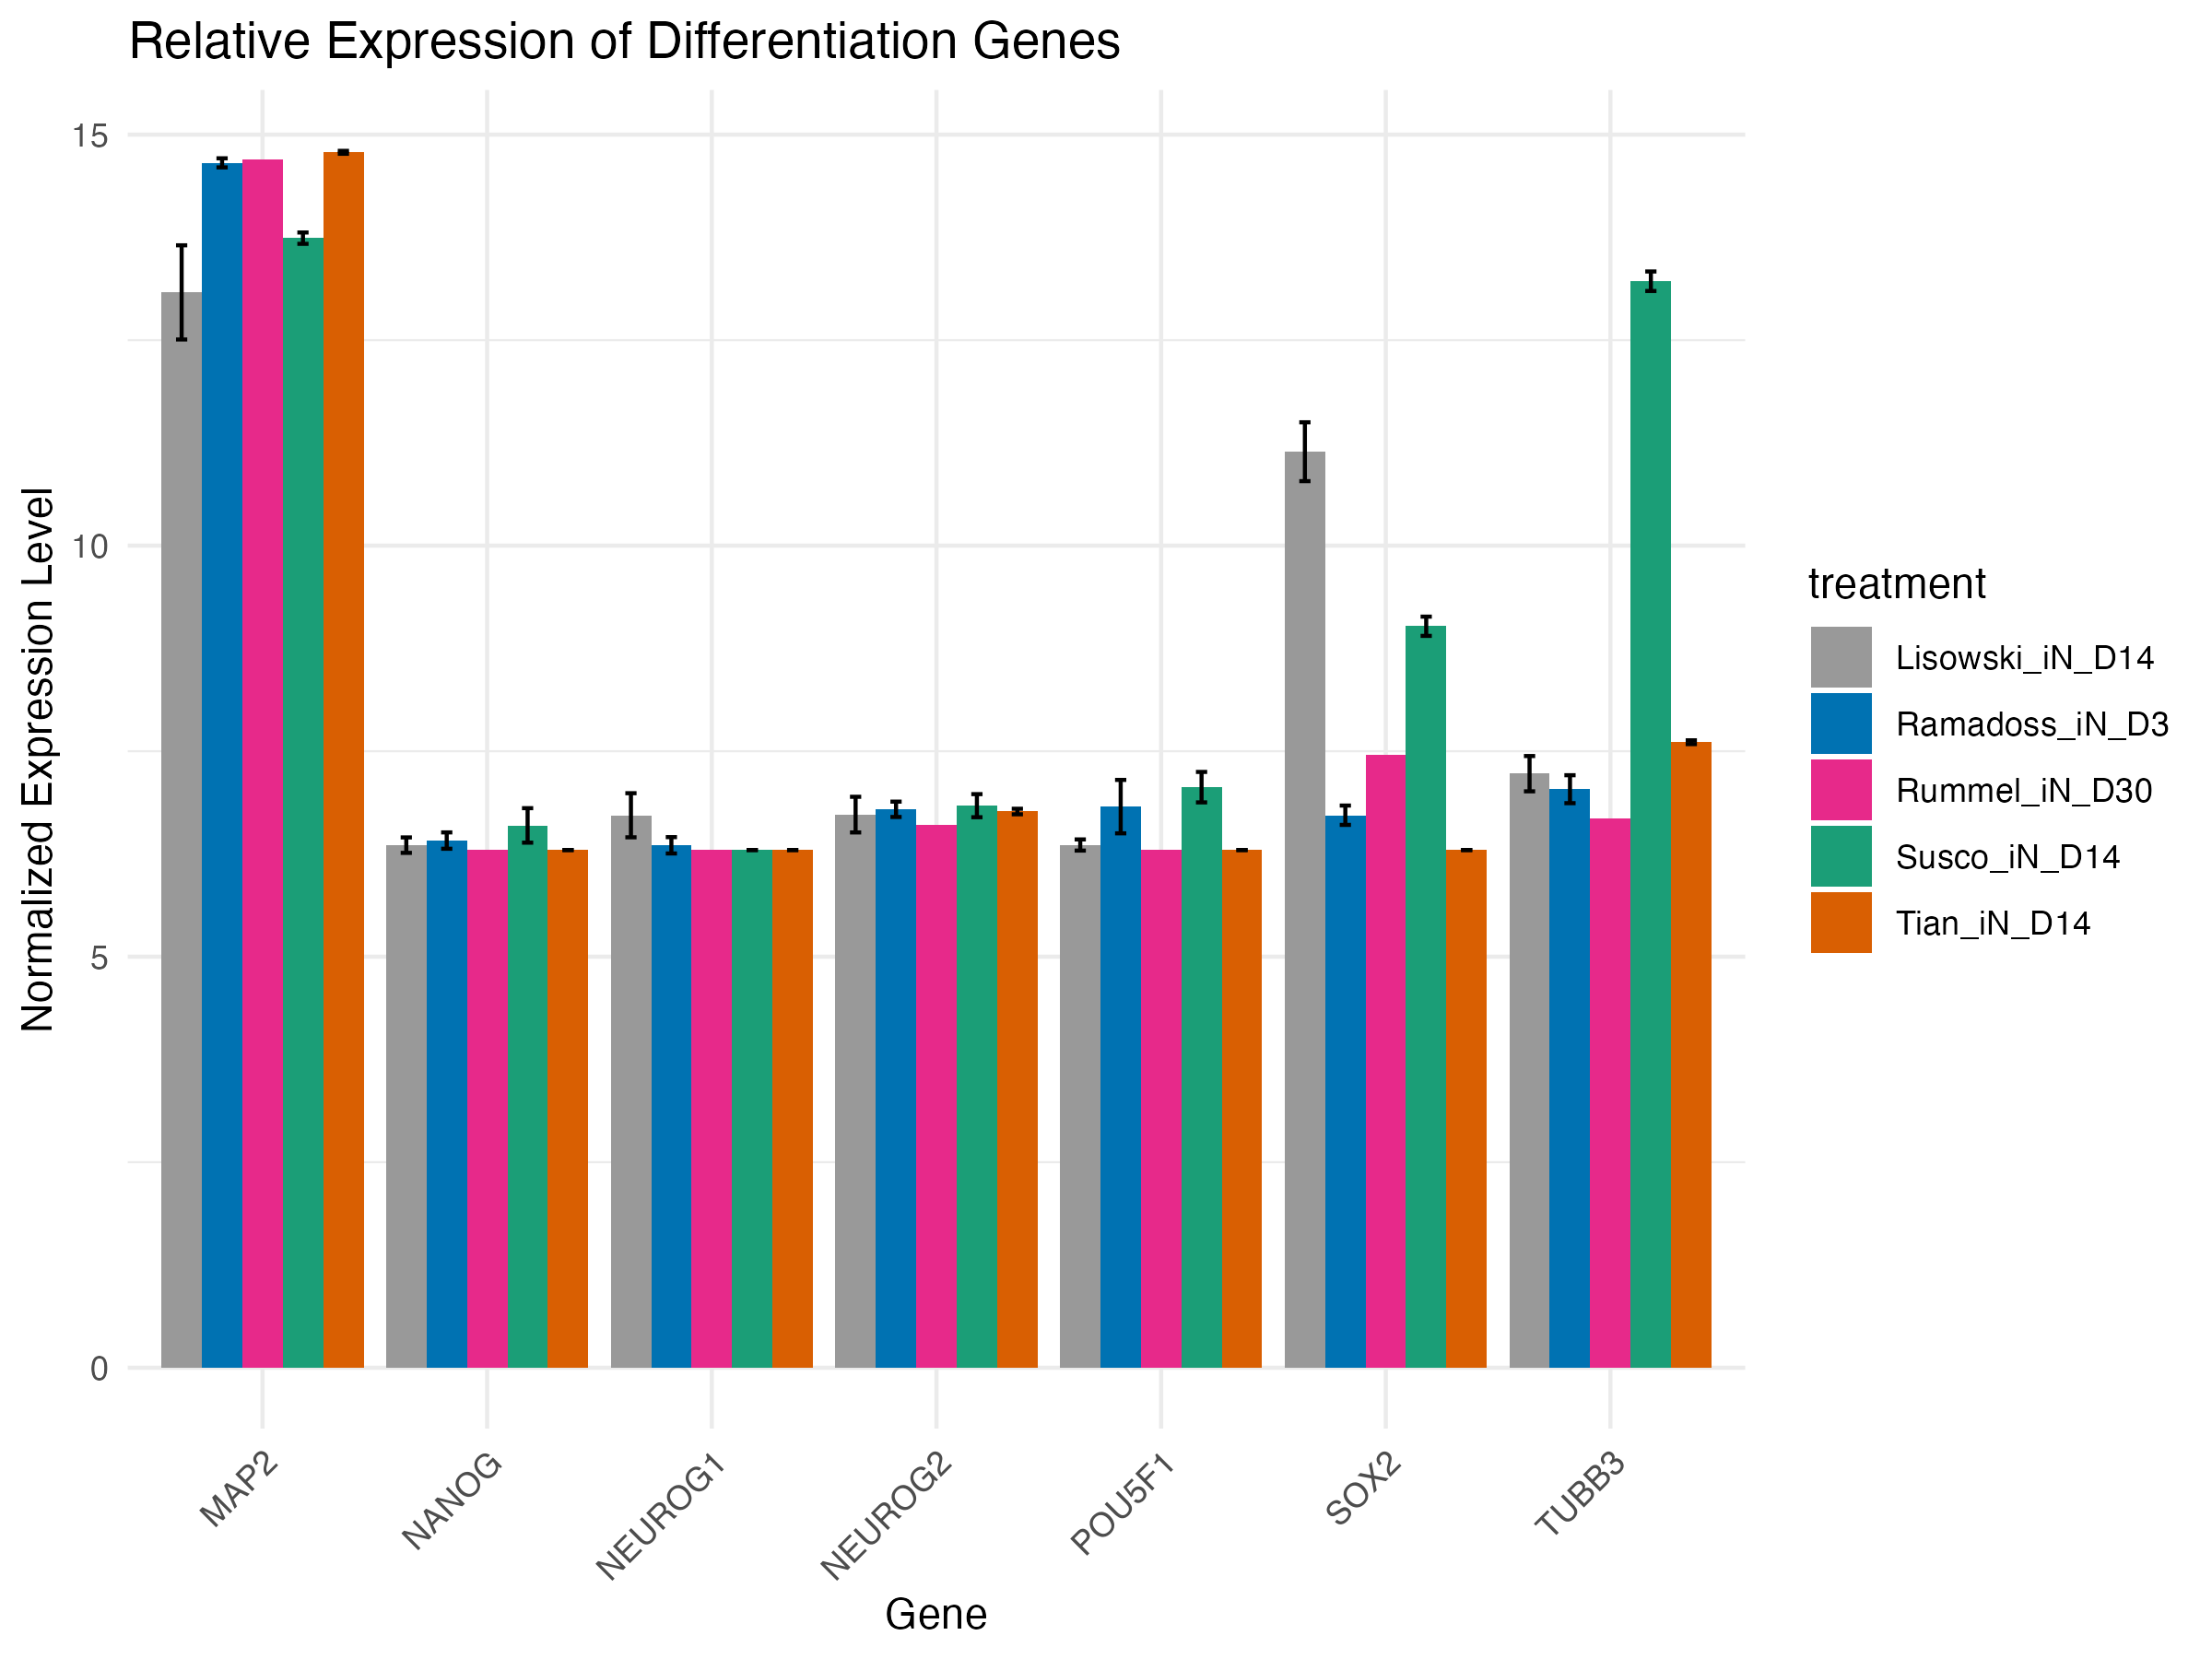 Relative Expression of Differentiation Genes
Normalized Expression Level
15
10
5
0
MAP2
NANOG
NEUROG1
NEUROG2
POU5F1
SOX2
TUBB3
Gene
treatment
Lisowski_iN_D14
Ramadoss_iN_D3
Rummel_iN_D30
Susco_iN_D14
Tian_iN_D14